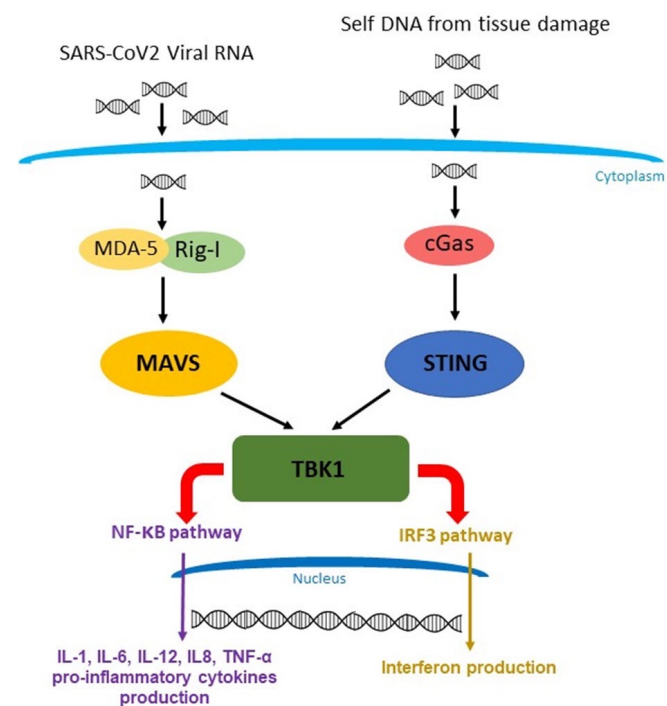 Self DNA from tissue damage
SARS-CoV2 Viral RNA
Cytoplasm
MDA-5
Rig-I
cGas
MAVS
STING
TBK1
NF-KB pathway
IRF3 pathway
Nucleus
IL-1, IL-6, IL-12, IL8, TNF-α
pro-inflammatory cytokines
production
Interferon production